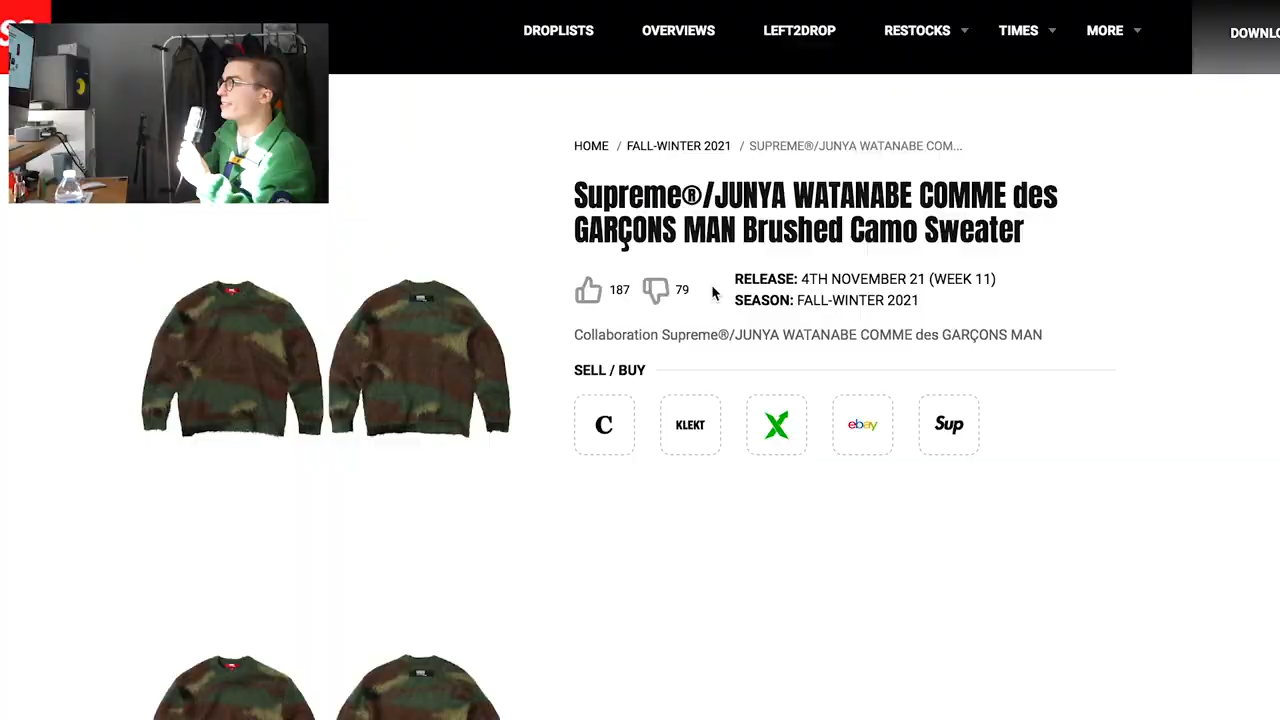 DROPLISTS OVERVIEWS LEFT2DROP RESTOCKS TIMES MORE
HOME / FALL-WINTER 2021 / SUPREME®/JUNYA WATANABE COM...
Supreme®/JUNYA WATANABE COMME des
GARÇONS MAN Brushed Camo Sweater
187 79
RELEASE: 4TH NOVEMBER 21 (WEEK 11)
SEASON: FALL-WINTER 2021
Collaboration Supreme®/JUNYA WATANABE COMME des GARÇONS MAN
SELL / BUY
C KLEKT X ebay Sup